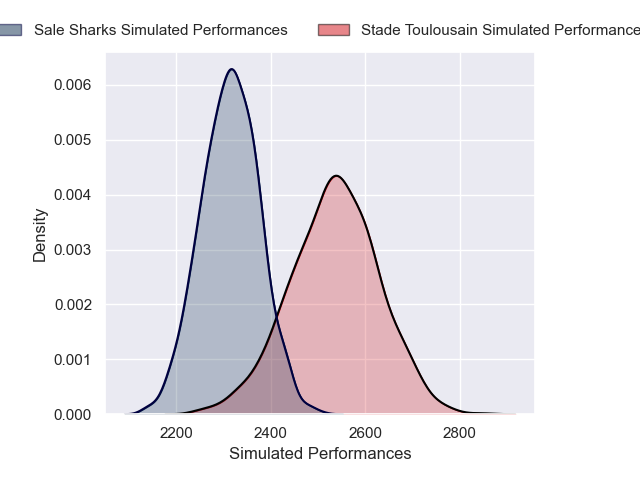 Sale Sharks Simulated Performances
Stade Toulousain Simulated Performance
0.006
0.005
0.004
0.003
0.002
0.001
0.000
Density
2200
2400
2600
2800
Simulated Performances